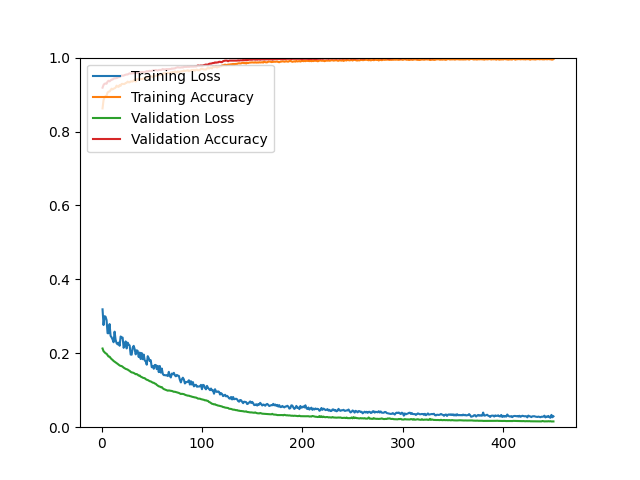 1.0
0.8
0.6
0.4
0.2
0.0
Training Loss
Training Accuracy
Validation Loss
Validation Accuracy
0 100 200 300 400